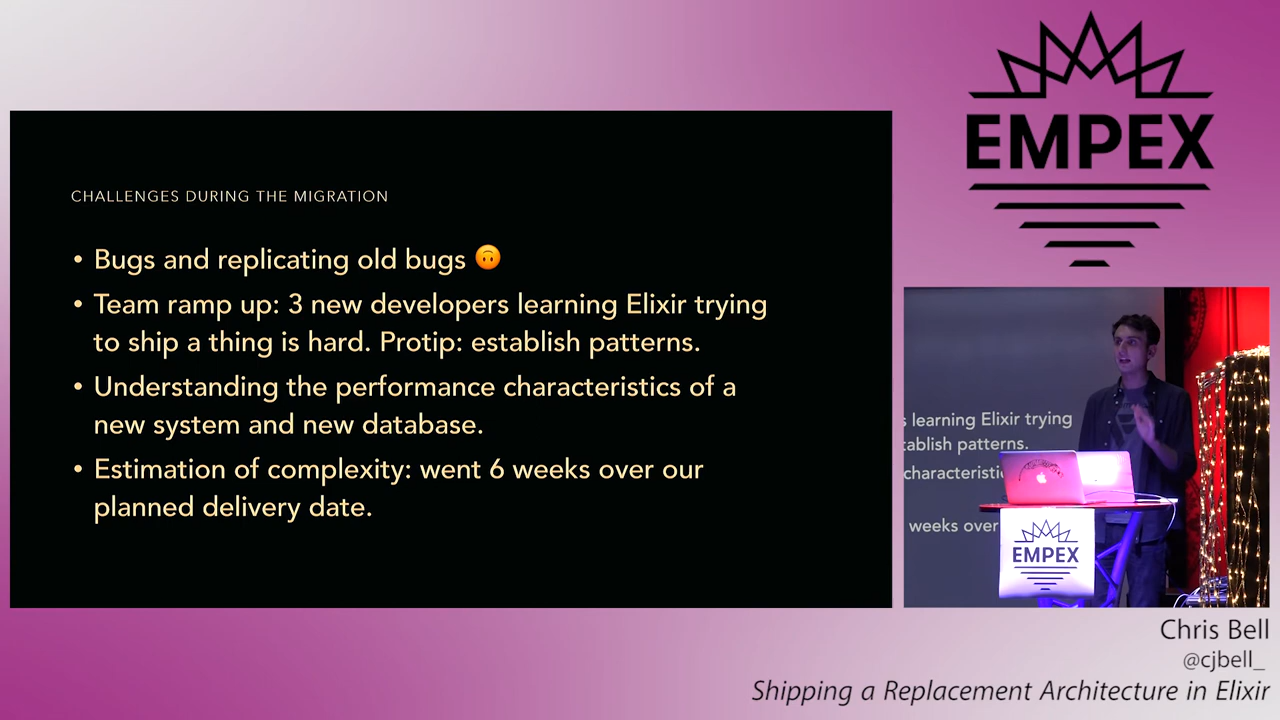 EMPEX
CHALLENGES DURING THE MIGRATION
• Bugs and replicating old bugs 🙃
• Team ramp up: 3 new developers learning Elixir trying
to ship a thing is hard. Protip: establish patterns.
• Understanding the performance characteristics of a
new system and new database.
• Estimation of complexity: went 6 weeks over our
planned delivery date.
s learning Elixir trying
tablish patterns.
characteristic
weeks over
EMPEX
Chris Bell
@cjbell_
Shipping a Replacement Architecture in Elixir